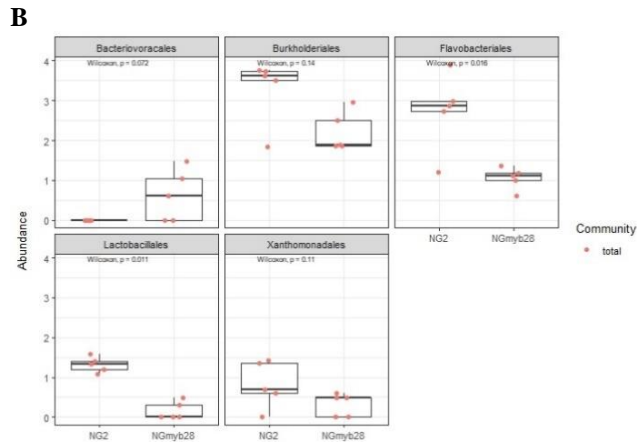 B
Bacteriovoracales
Burkholderiales
Flavobacteriales
Wilcoxon, p = 0.072
Wilcoxon, p = 0.14
Wilcoxon, p = 0.016
4
3
2
1
0
NG2
NGmyb28
Lactobacillales
Xanthomonadales
Wilcoxon, p = 0.011
Wilcoxon, p = 0.11
4
3
2
1
0
NG2
NGmyb28
NG2
NGmyb28
Abundance
Community
total